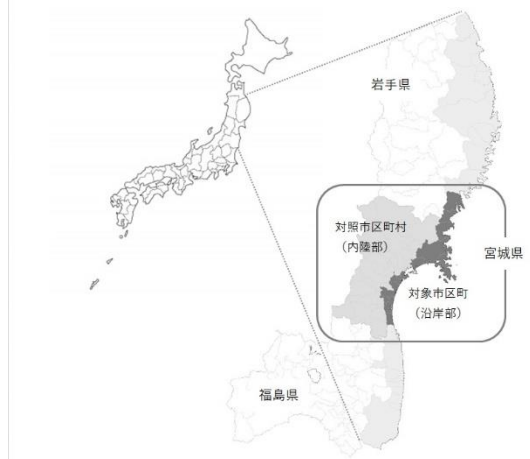 岩手県
対照市区町村
（内陸部）
宮城県
対象市区町
（沿岸部）
福島県